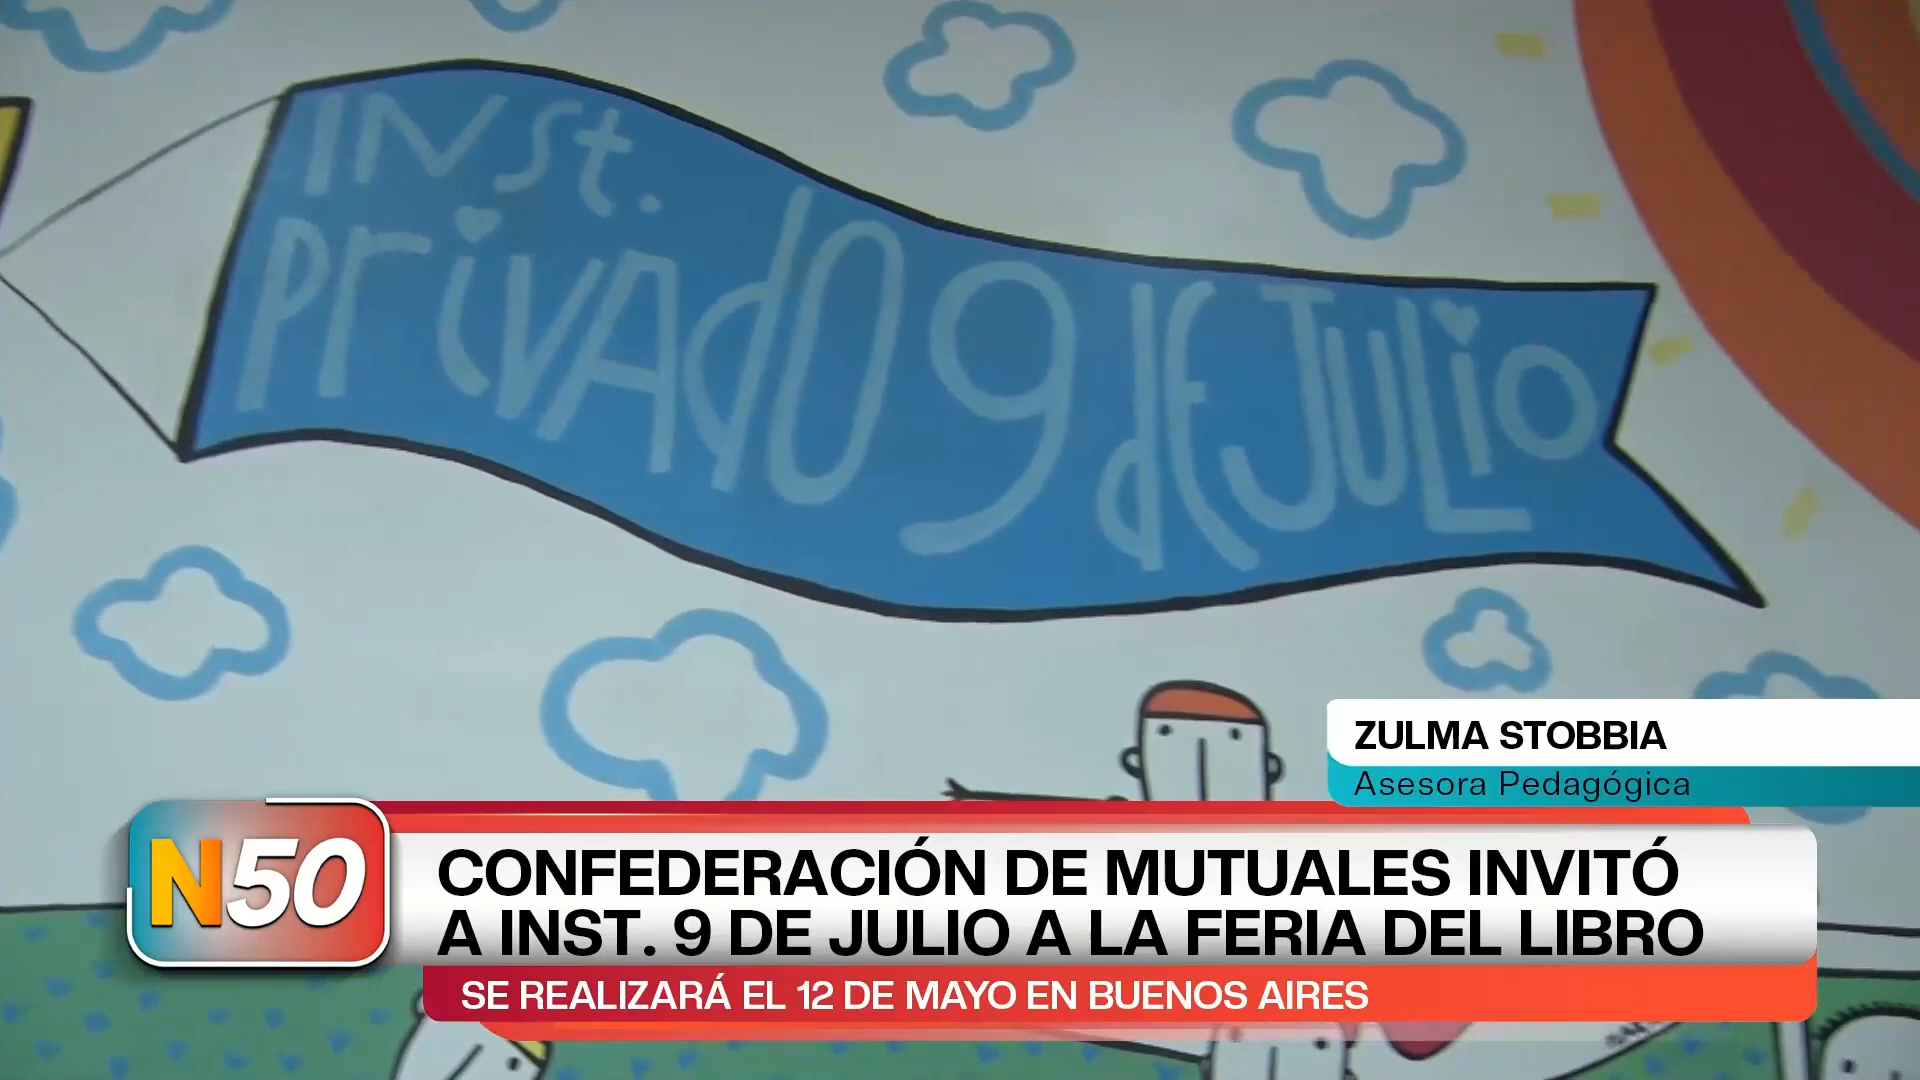 INSt.
PrivAdO 9 dE JULiO
ZULMA STOBBIA
Asesora Pedagógica
N50
CONFEDERACIÓN DE MUTUALES INVITÓ
A INST. 9 DE JULIO A LA FERIA DEL LIBRO
SE REALIZARÁ EL 12 DE MAYO EN BUENOS AIRES